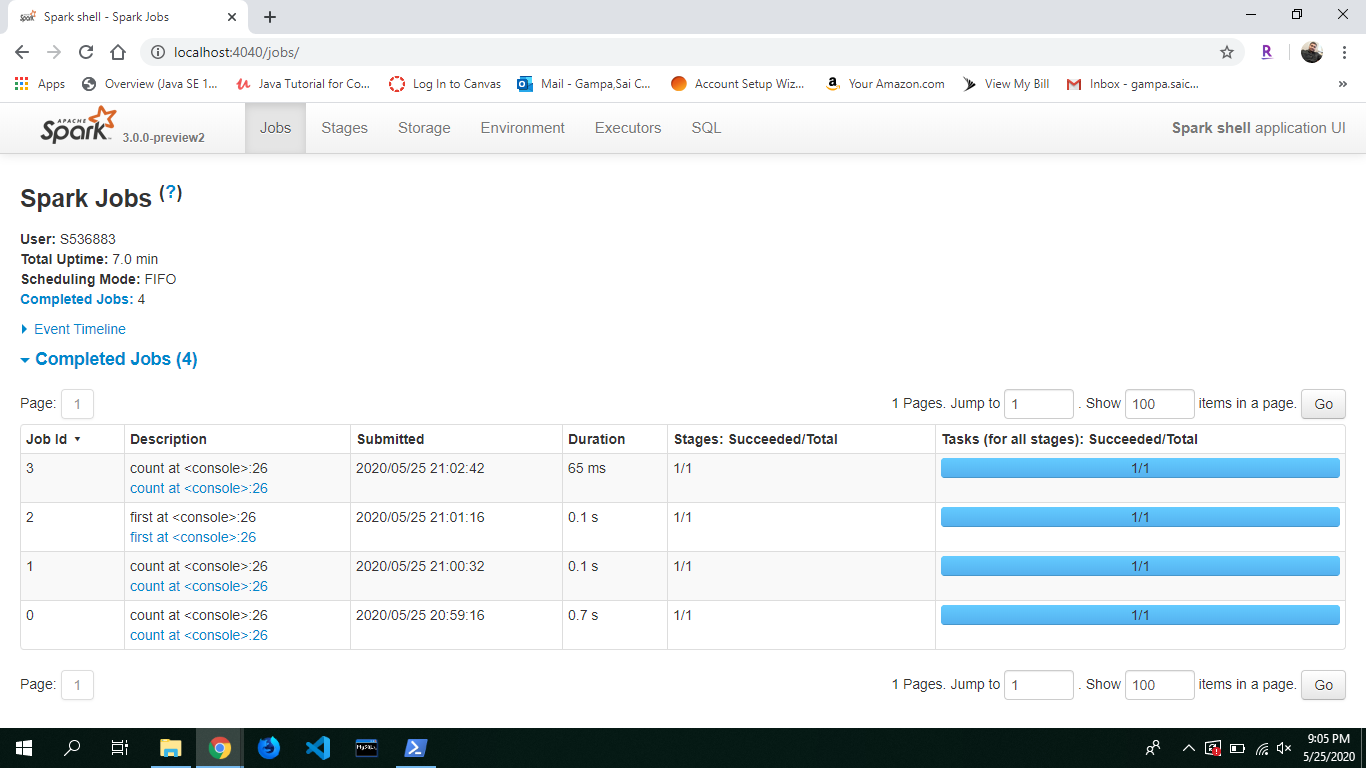 Spark shell - Spark Jobs
localhost:4040/jobs/
Apps Overview (Java SE 1... Java Tutorial for Co... Log In to Canvas Mail - Gampa,Sai C... Account Setup Wiz... Your Amazon.com View My Bill Inbox - gampa.saic... »
APACHE Spark 3.0.0-preview2 Jobs Stages Storage Environment Executors SQL Spark shell application UI
Spark Jobs (?)
User: S536883
Total Uptime: 7.0 min
Scheduling Mode: FIFO
Completed Jobs: 4
Event Timeline
Completed Jobs (4)
Page: 1 1 Pages. Jump to 1 . Show 100 items in a page. Go
Job Id Description Submitted Duration Stages: Succeeded/Total Tasks (for all stages): Succeeded/Total
3 count at <console>:26 2020/05/25 21:02:42 65 ms 1/1 1/1
count at <console>:26
2 first at <console>:26 2020/05/25 21:01:16 0.1 s 1/1 1/1
first at <console>:26
1 count at <console>:26 2020/05/25 21:00:32 0.1 s 1/1 1/1
count at <console>:26
0 count at <console>:26 2020/05/25 20:59:16 0.7 s 1/1 1/1
count at <console>:26
Page: 1 1 Pages. Jump to 1 . Show 100 items in a page. Go
MySQL
9:05 PM
5/25/2020